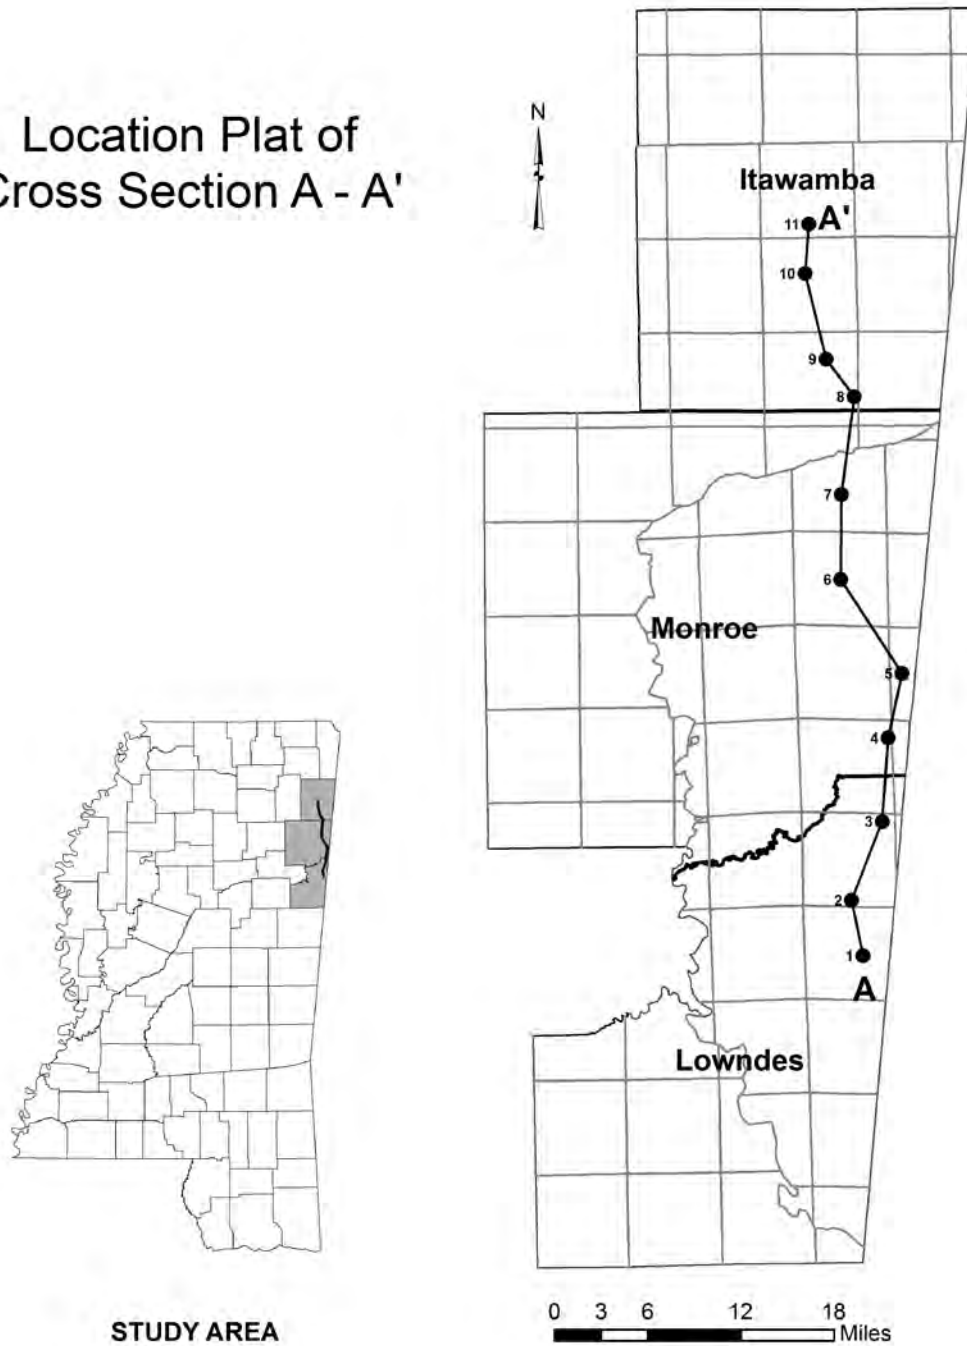 Location Plat of
Cross Section A - A'
N
Itawamba
11 A'
10
9
8
7
6
Monroe
5
4
3
2
1
A
Lowndes
0 3 6 12 18
Miles
STUDY AREA